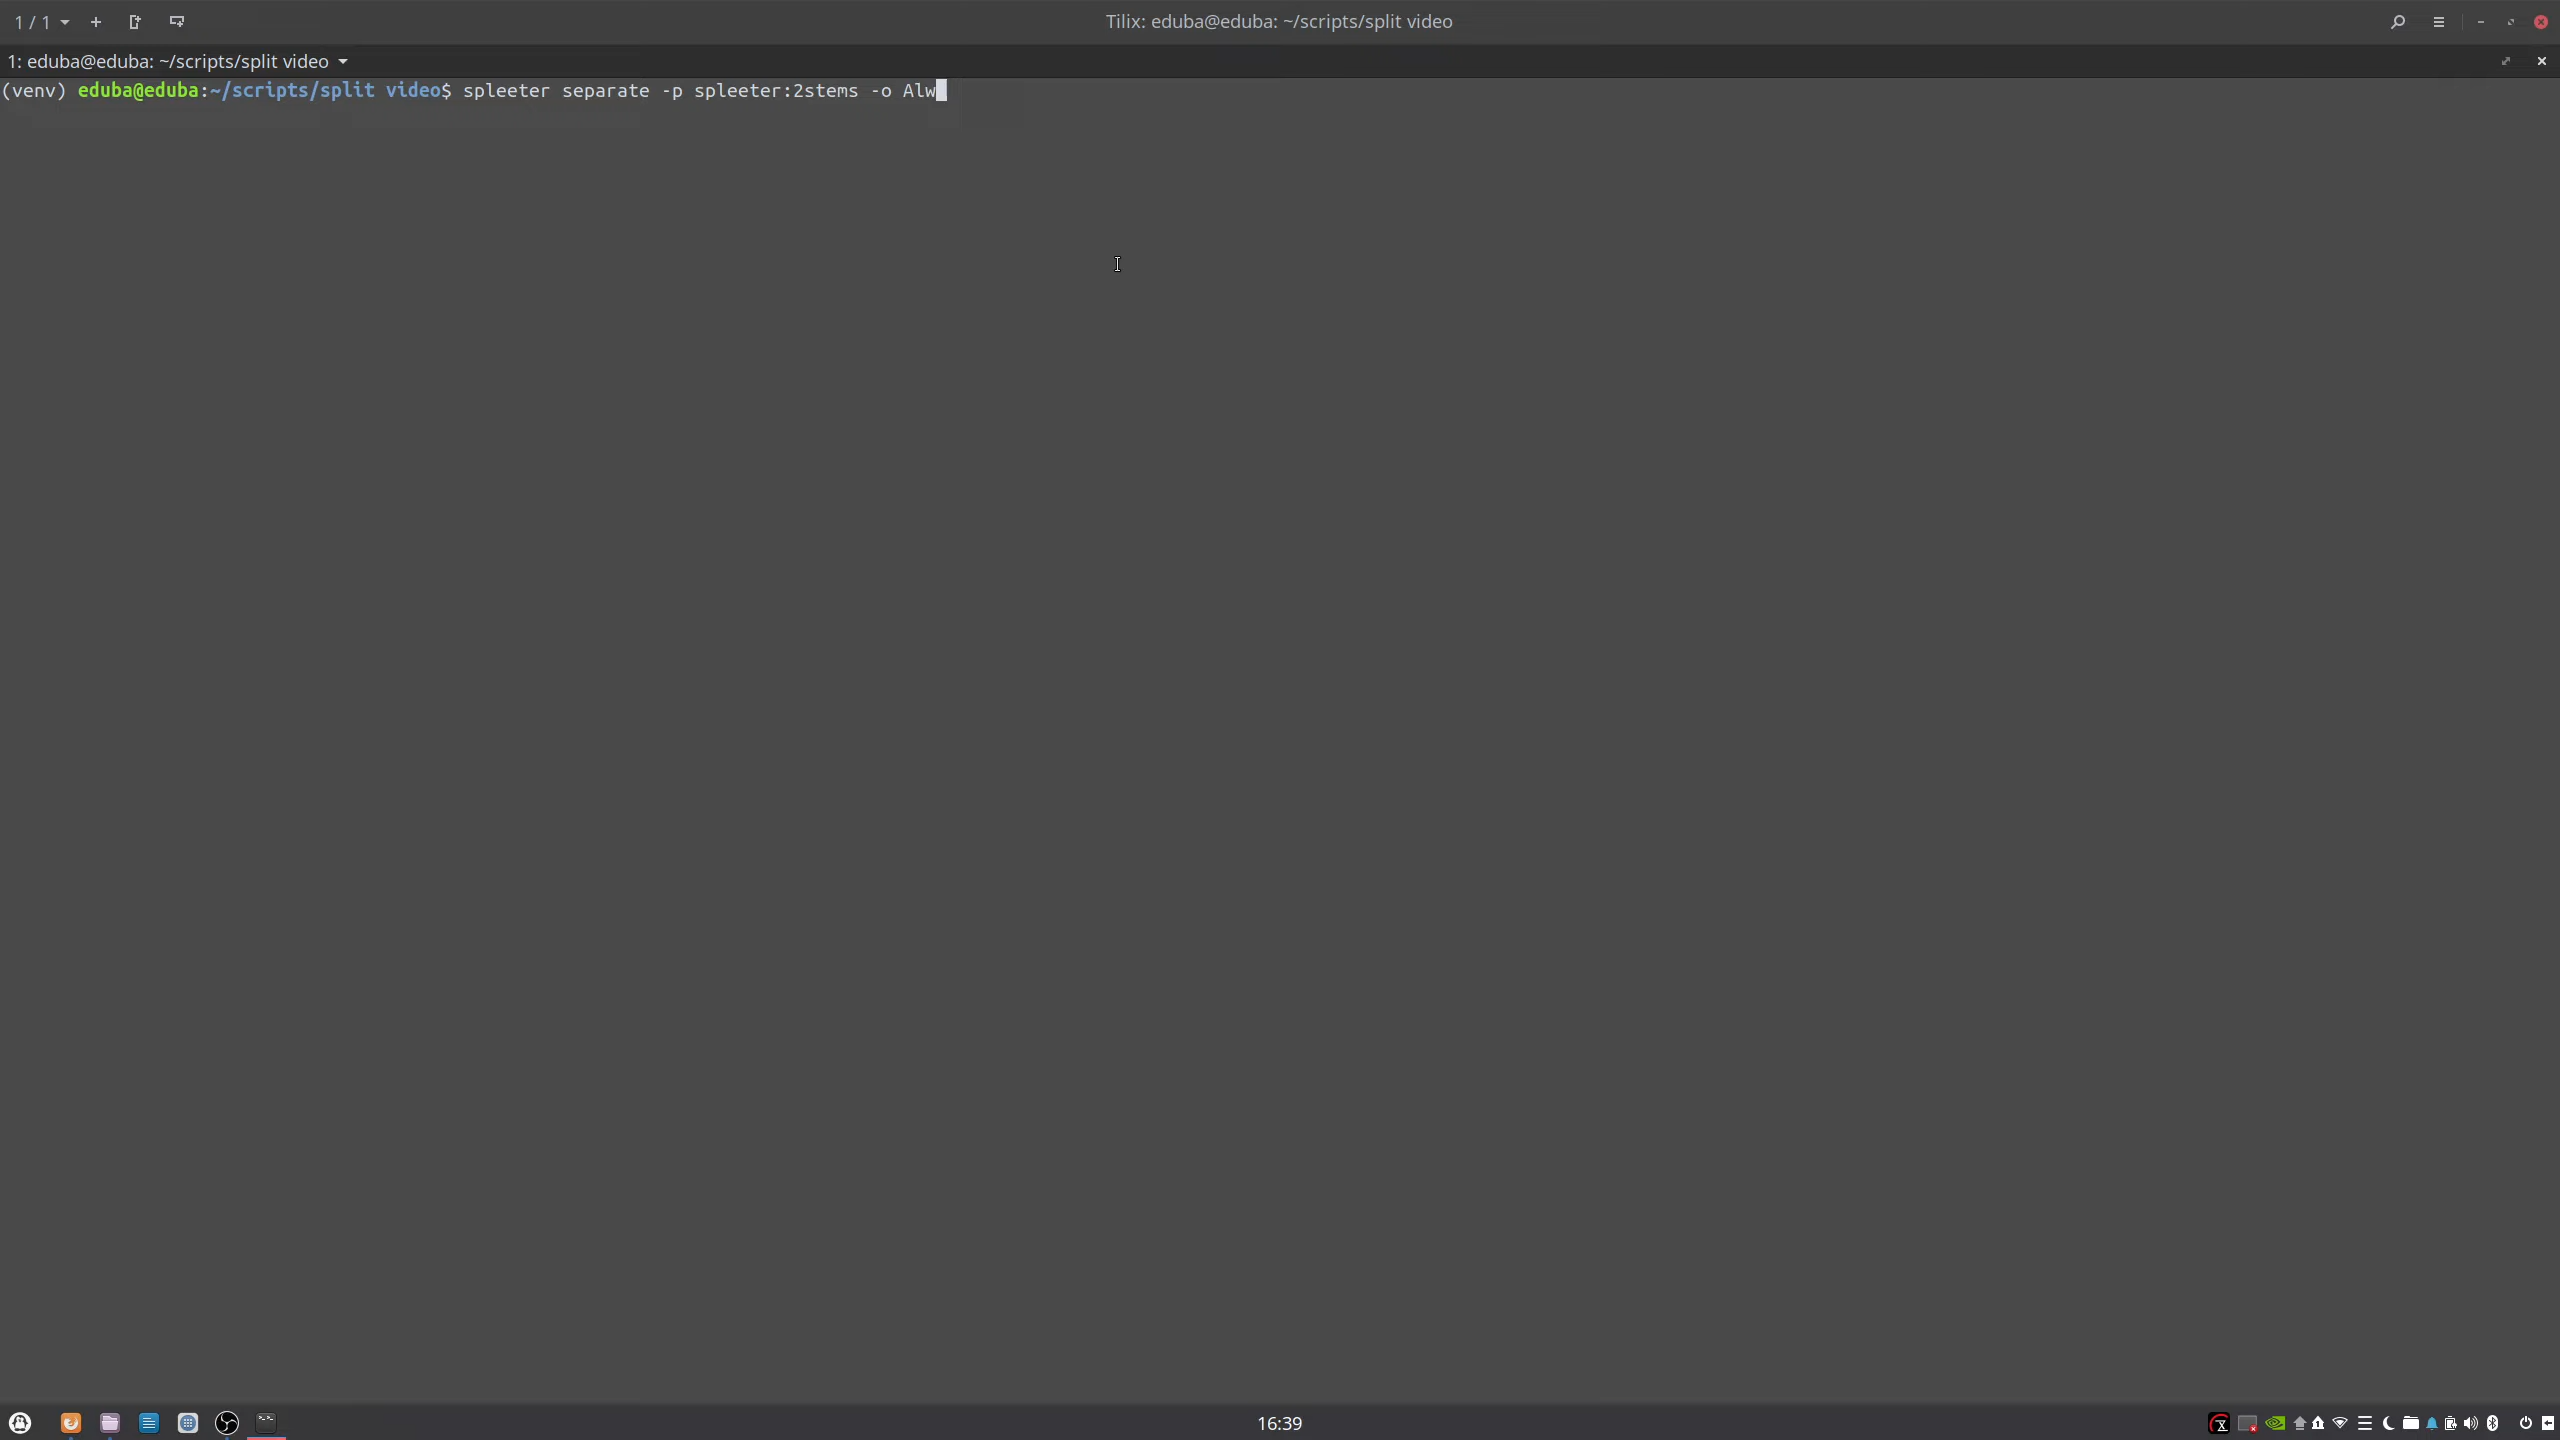 1 / 1
Tilix: eduba@eduba: ~/scripts/split video
1: eduba@eduba: ~/scripts/split video
(venv) eduba@eduba:~/scripts/split video$ spleeter separate -p spleeter:2stems -o Alw
16:39